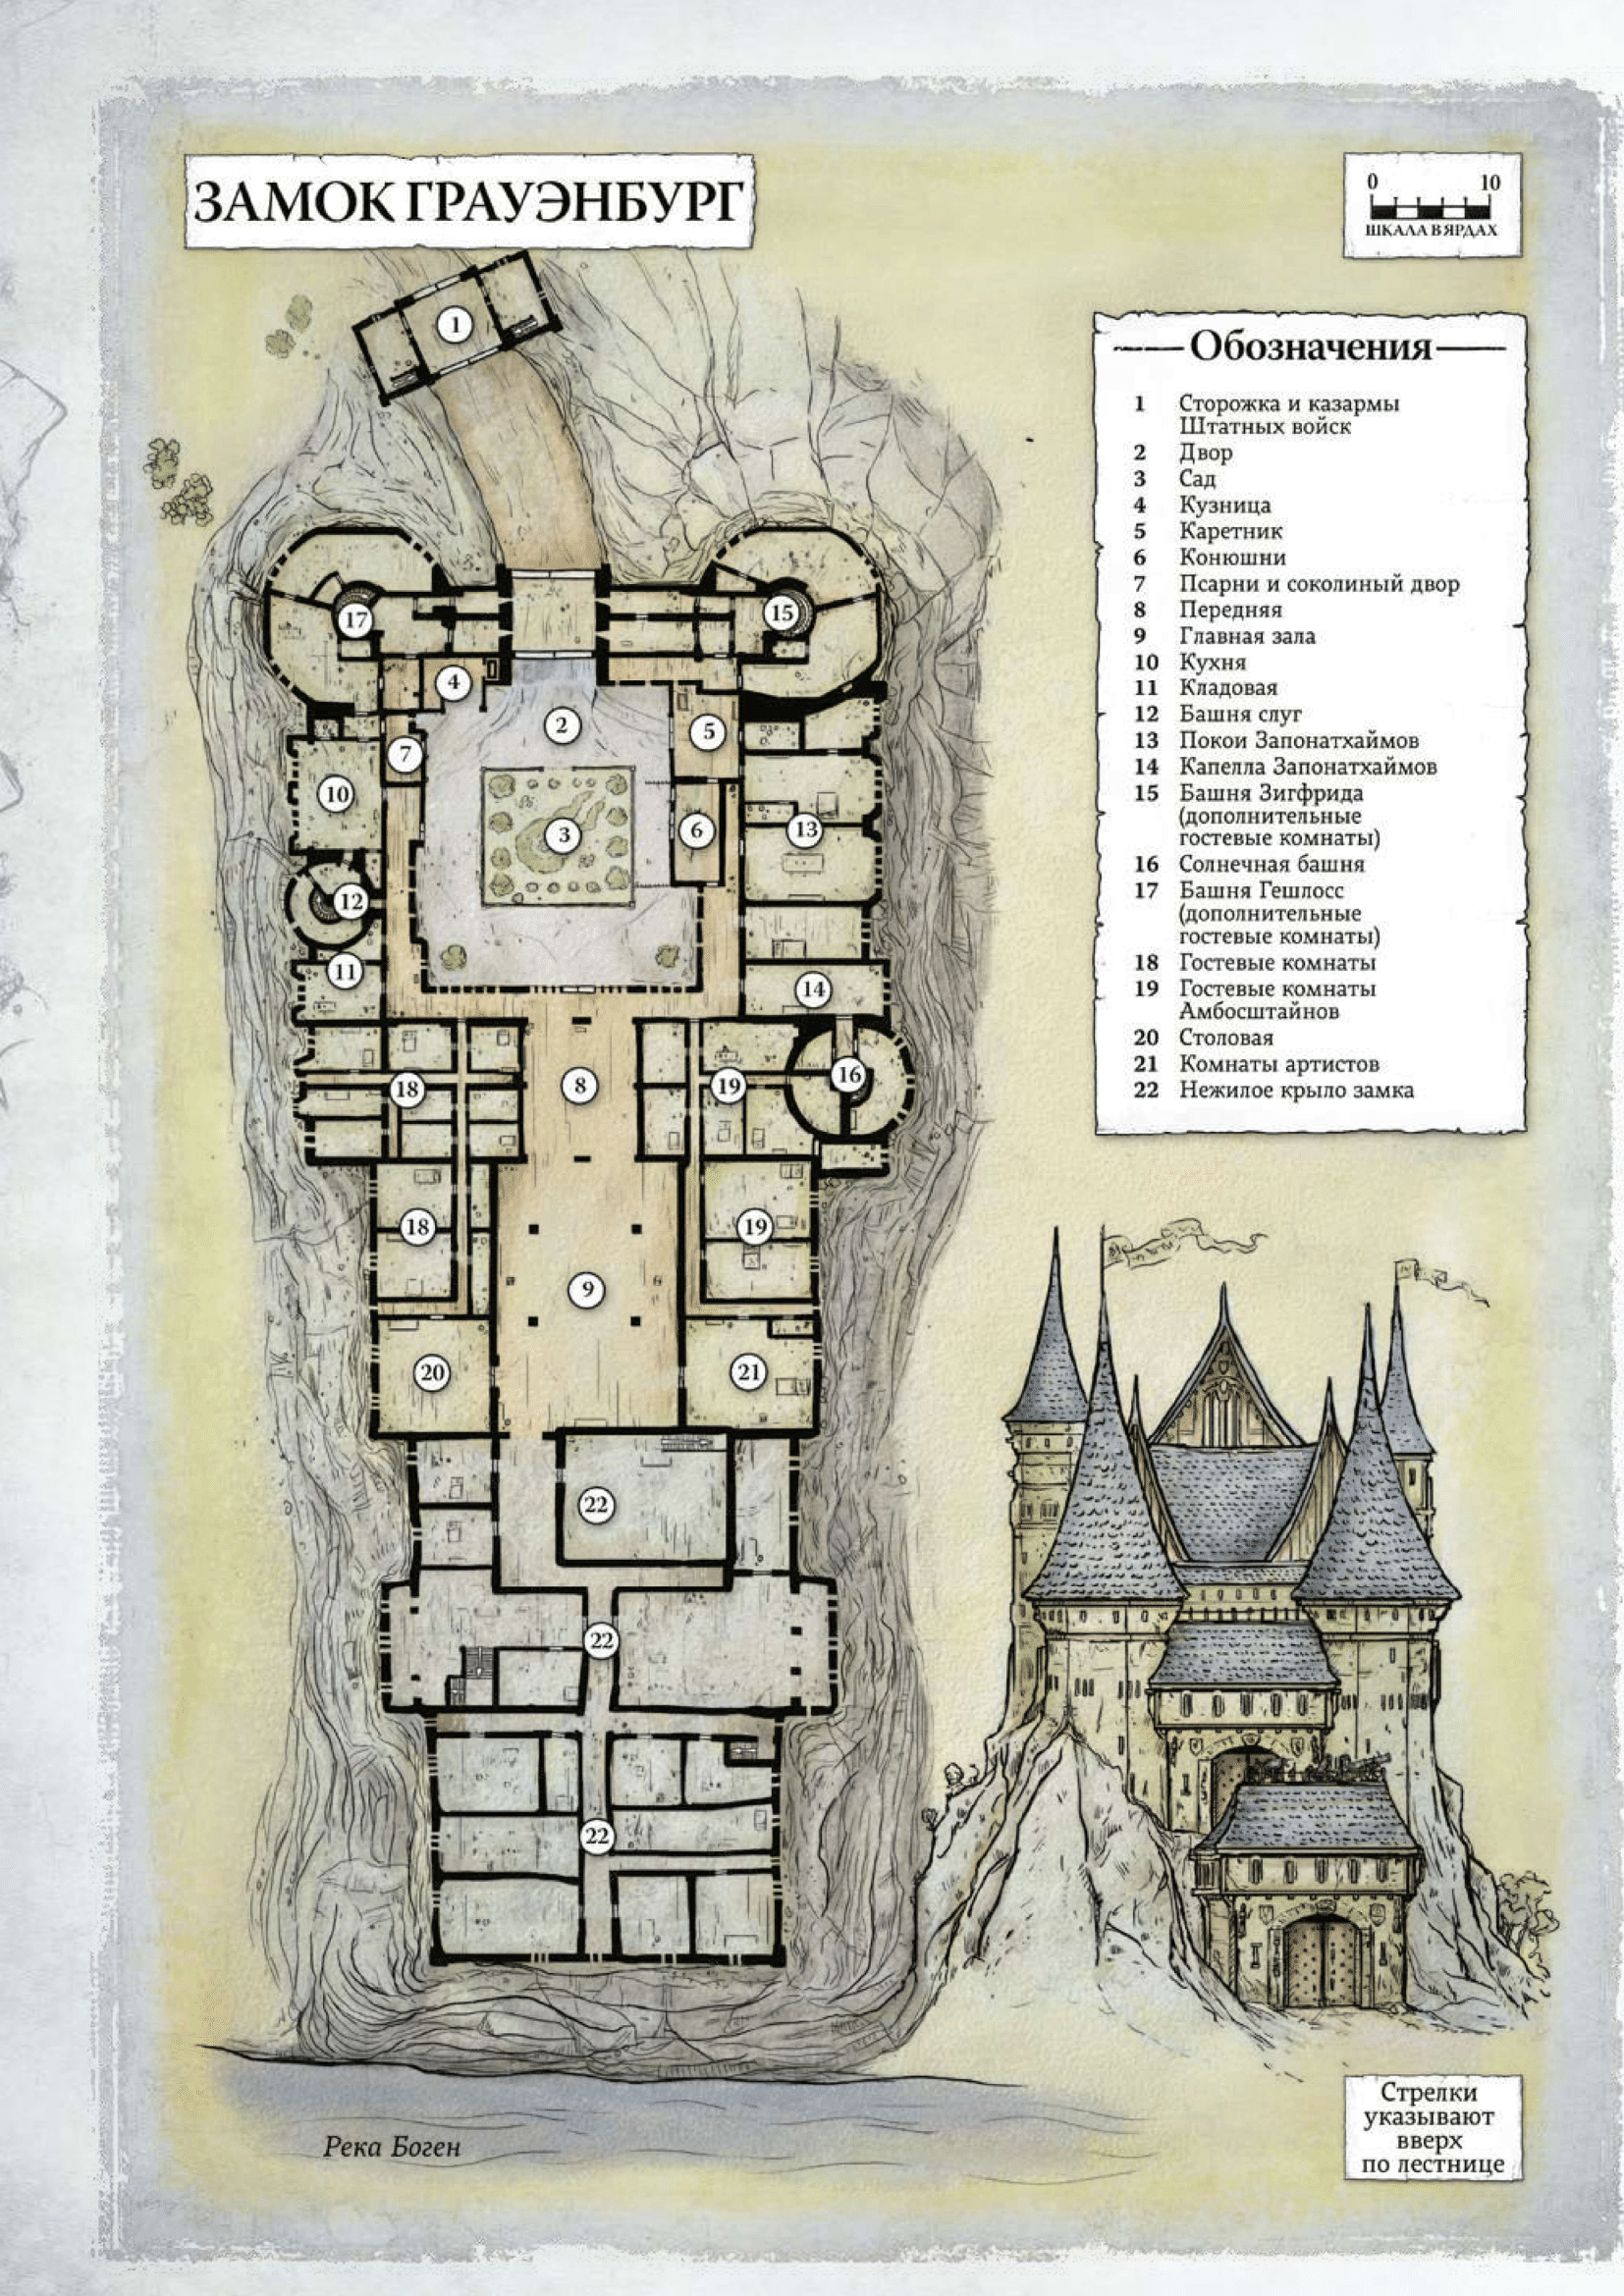 ЗАМОК ГРАУЭНБУРГ
0 10
ШКАЛА В ЯРДАХ
Обозначения
1 Сторожка и казармы
Штатных войск
2 Двор
3 Сад
4 Кузница
5 Каретник
6 Конюшни
7 Псарни и соколиный двор
8 Передняя
9 Главная зала
10 Кухня
11 Кладовая
12 Башня слуг
13 Покои Запонатхаймов
14 Капелла Запонатхаймов
15 Башня Зигфрида
(дополнительные
гостевые комнаты)
16 Солнечная башня
17 Башня Гешлосс
(дополнительные
гостевые комнаты)
18 Гостевые комнаты
19 Гостевые комнаты
Амбосштайнов
20 Столовая
21 Комнаты артистов
22 Нежилое крыло замка
1
17
15
4
2
5
7
10
3
6
13
12
11
14
8
18
19
16
18
19
9
20
21
22
22
22
Река Боген
Стрелки
указывают
вверх
по лестнице